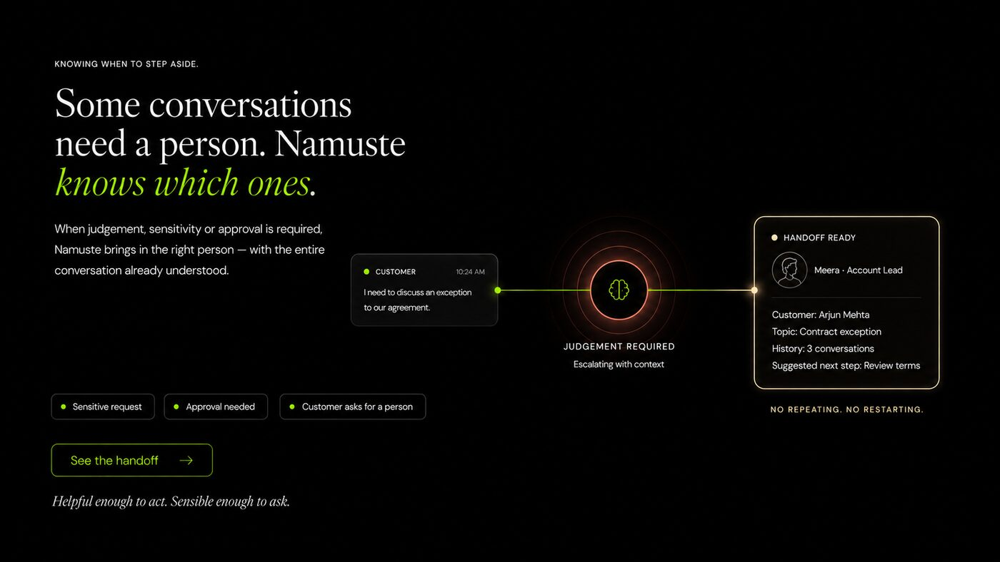 KNOWING WHEN TO STEP ASIDE.
Some conversations
need a person. Namuste
knows which ones.
When judgement, sensitivity or approval is required,
Namuste brings in the right person — with the entire
conversation already understood.
CUSTOMER 10:24 AM
I need to discuss an exception
to our agreement.
JUDGEMENT REQUIRED
Escalating with context
HANDOFF READY
Meera · Account Lead
Customer: Arjun Mehta
Topic: Contract exception
History: 3 conversations
Suggested next step: Review terms
NO REPEATING. NO RESTARTING.
Sensitive request
Approval needed
Customer asks for a person
See the handoff →
Helpful enough to act. Sensible enough to ask.